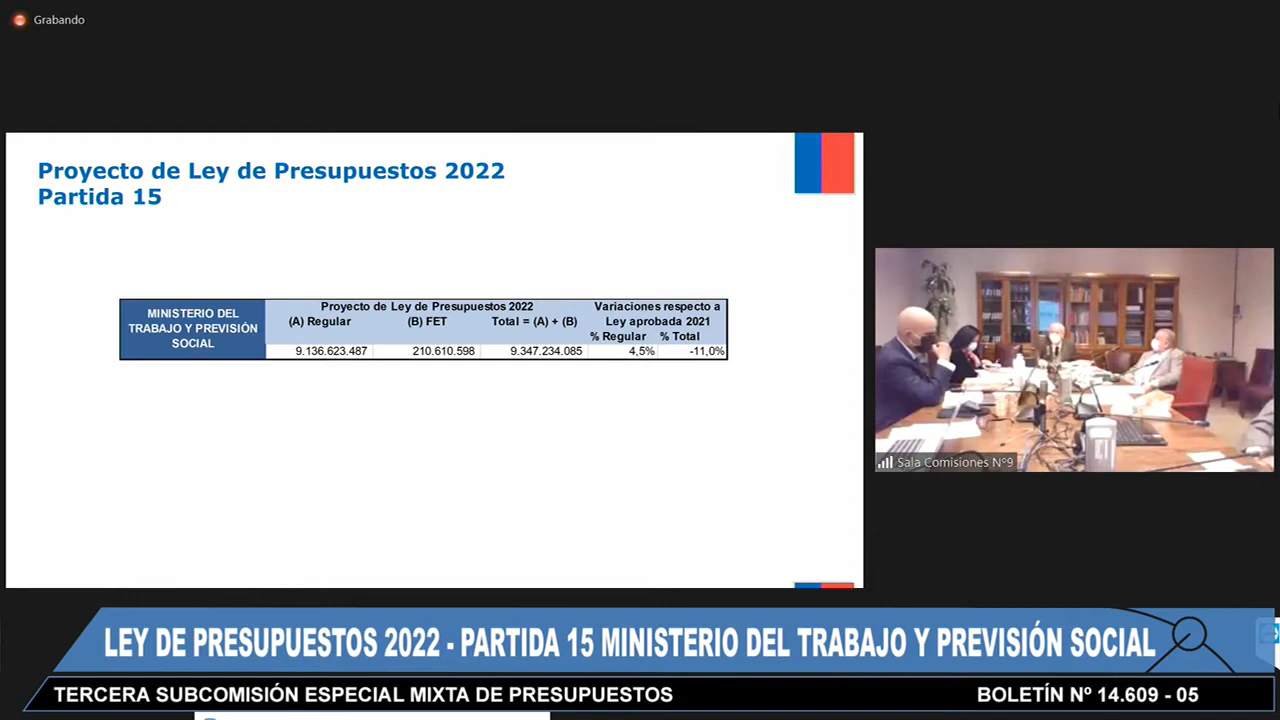 Grabando
Proyecto de Ley de Presupuestos 2022
Partida 15
MINISTERIO DEL
TRABAJO Y PREVISIÓN
SOCIAL
Proyecto de Ley de Presupuestos 2022
Variaciones respecto a
(A) Regular (B) FET Total = (A) + (B) Ley aprobada 2021
% Regular % Total
9.136.623.487 210.610.598 9.347.234.085 4,5% -11,0%
Sala Comisiones Nº9
LEY DE PRESUPUESTOS 2022 - PARTIDA 15 MINISTERIO DEL TRABAJO Y PREVISIÓN SOCIAL
TERCERA SUBCOMISIÓN ESPECIAL MIXTA DE PRESUPUESTOS BOLETÍN Nº 14.609 - 05